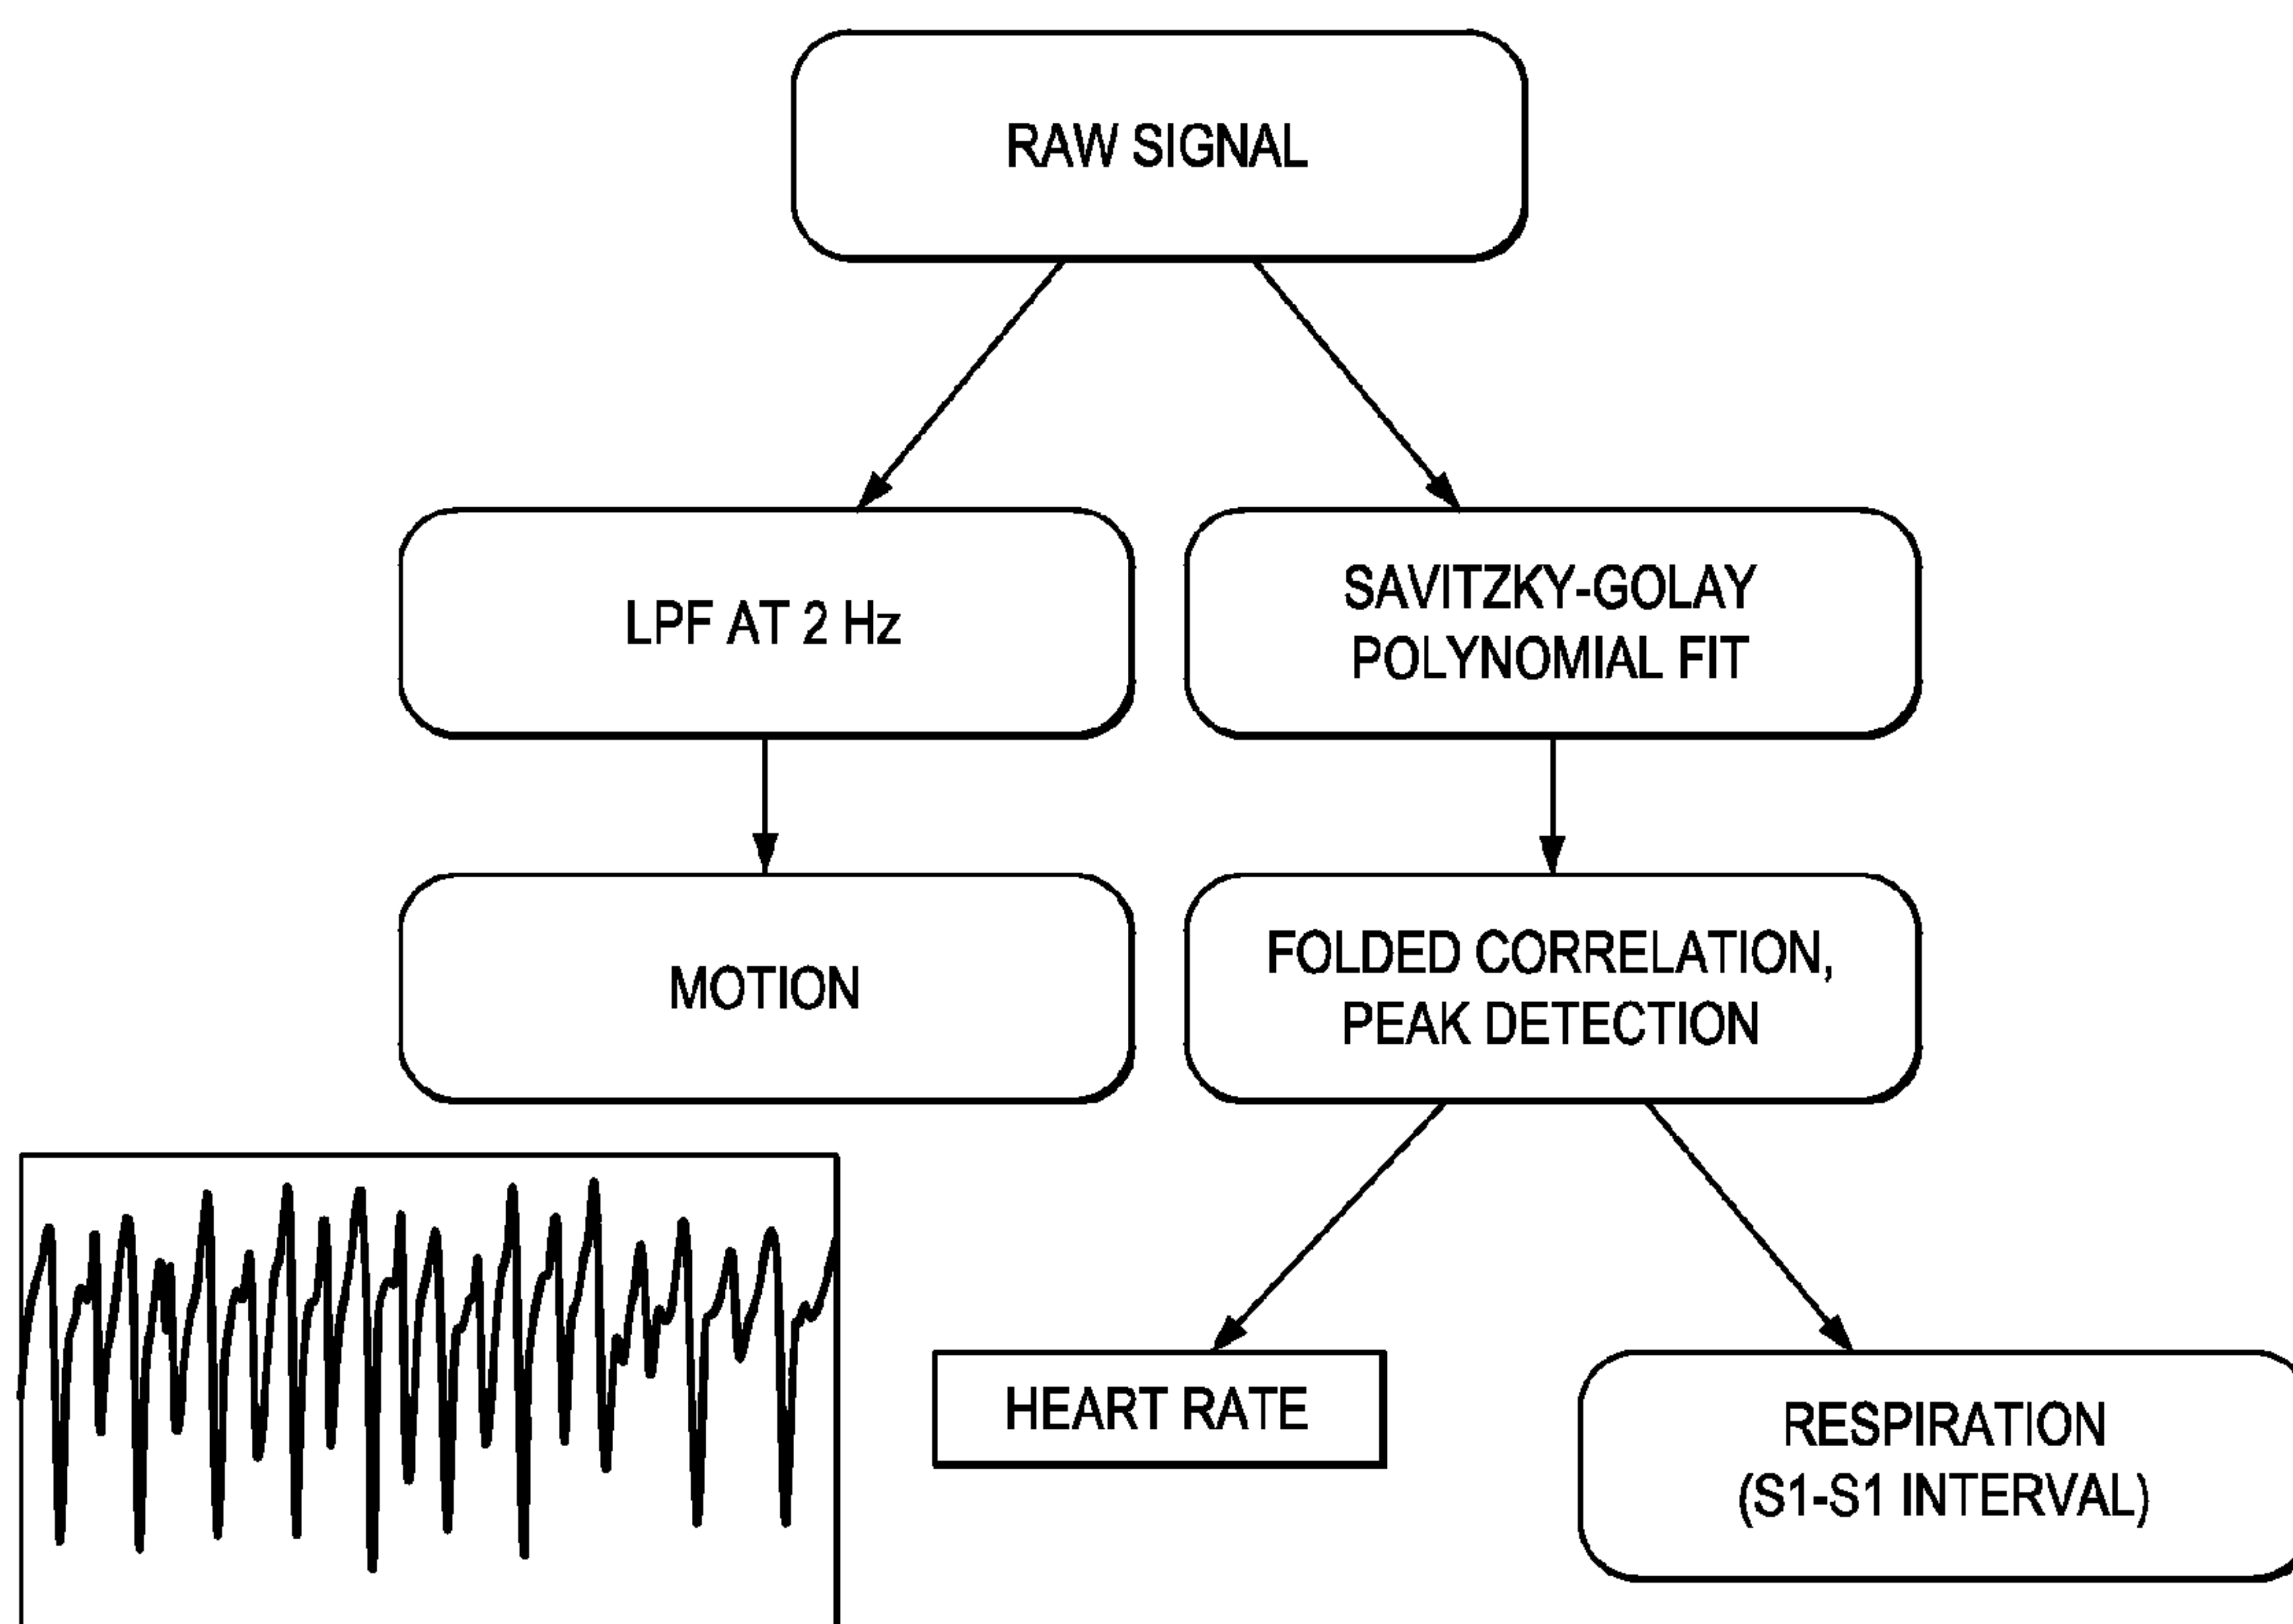 RAW SIGNAL
LPF AT 2 Hz
SAVITZKY-GOLAY
POLYNOMIAL FIT
MOTION
FOLDED CORRELATION,
PEAK DETECTION
HEART RATE
RESPIRATION
(S1-S1 INTERVAL)